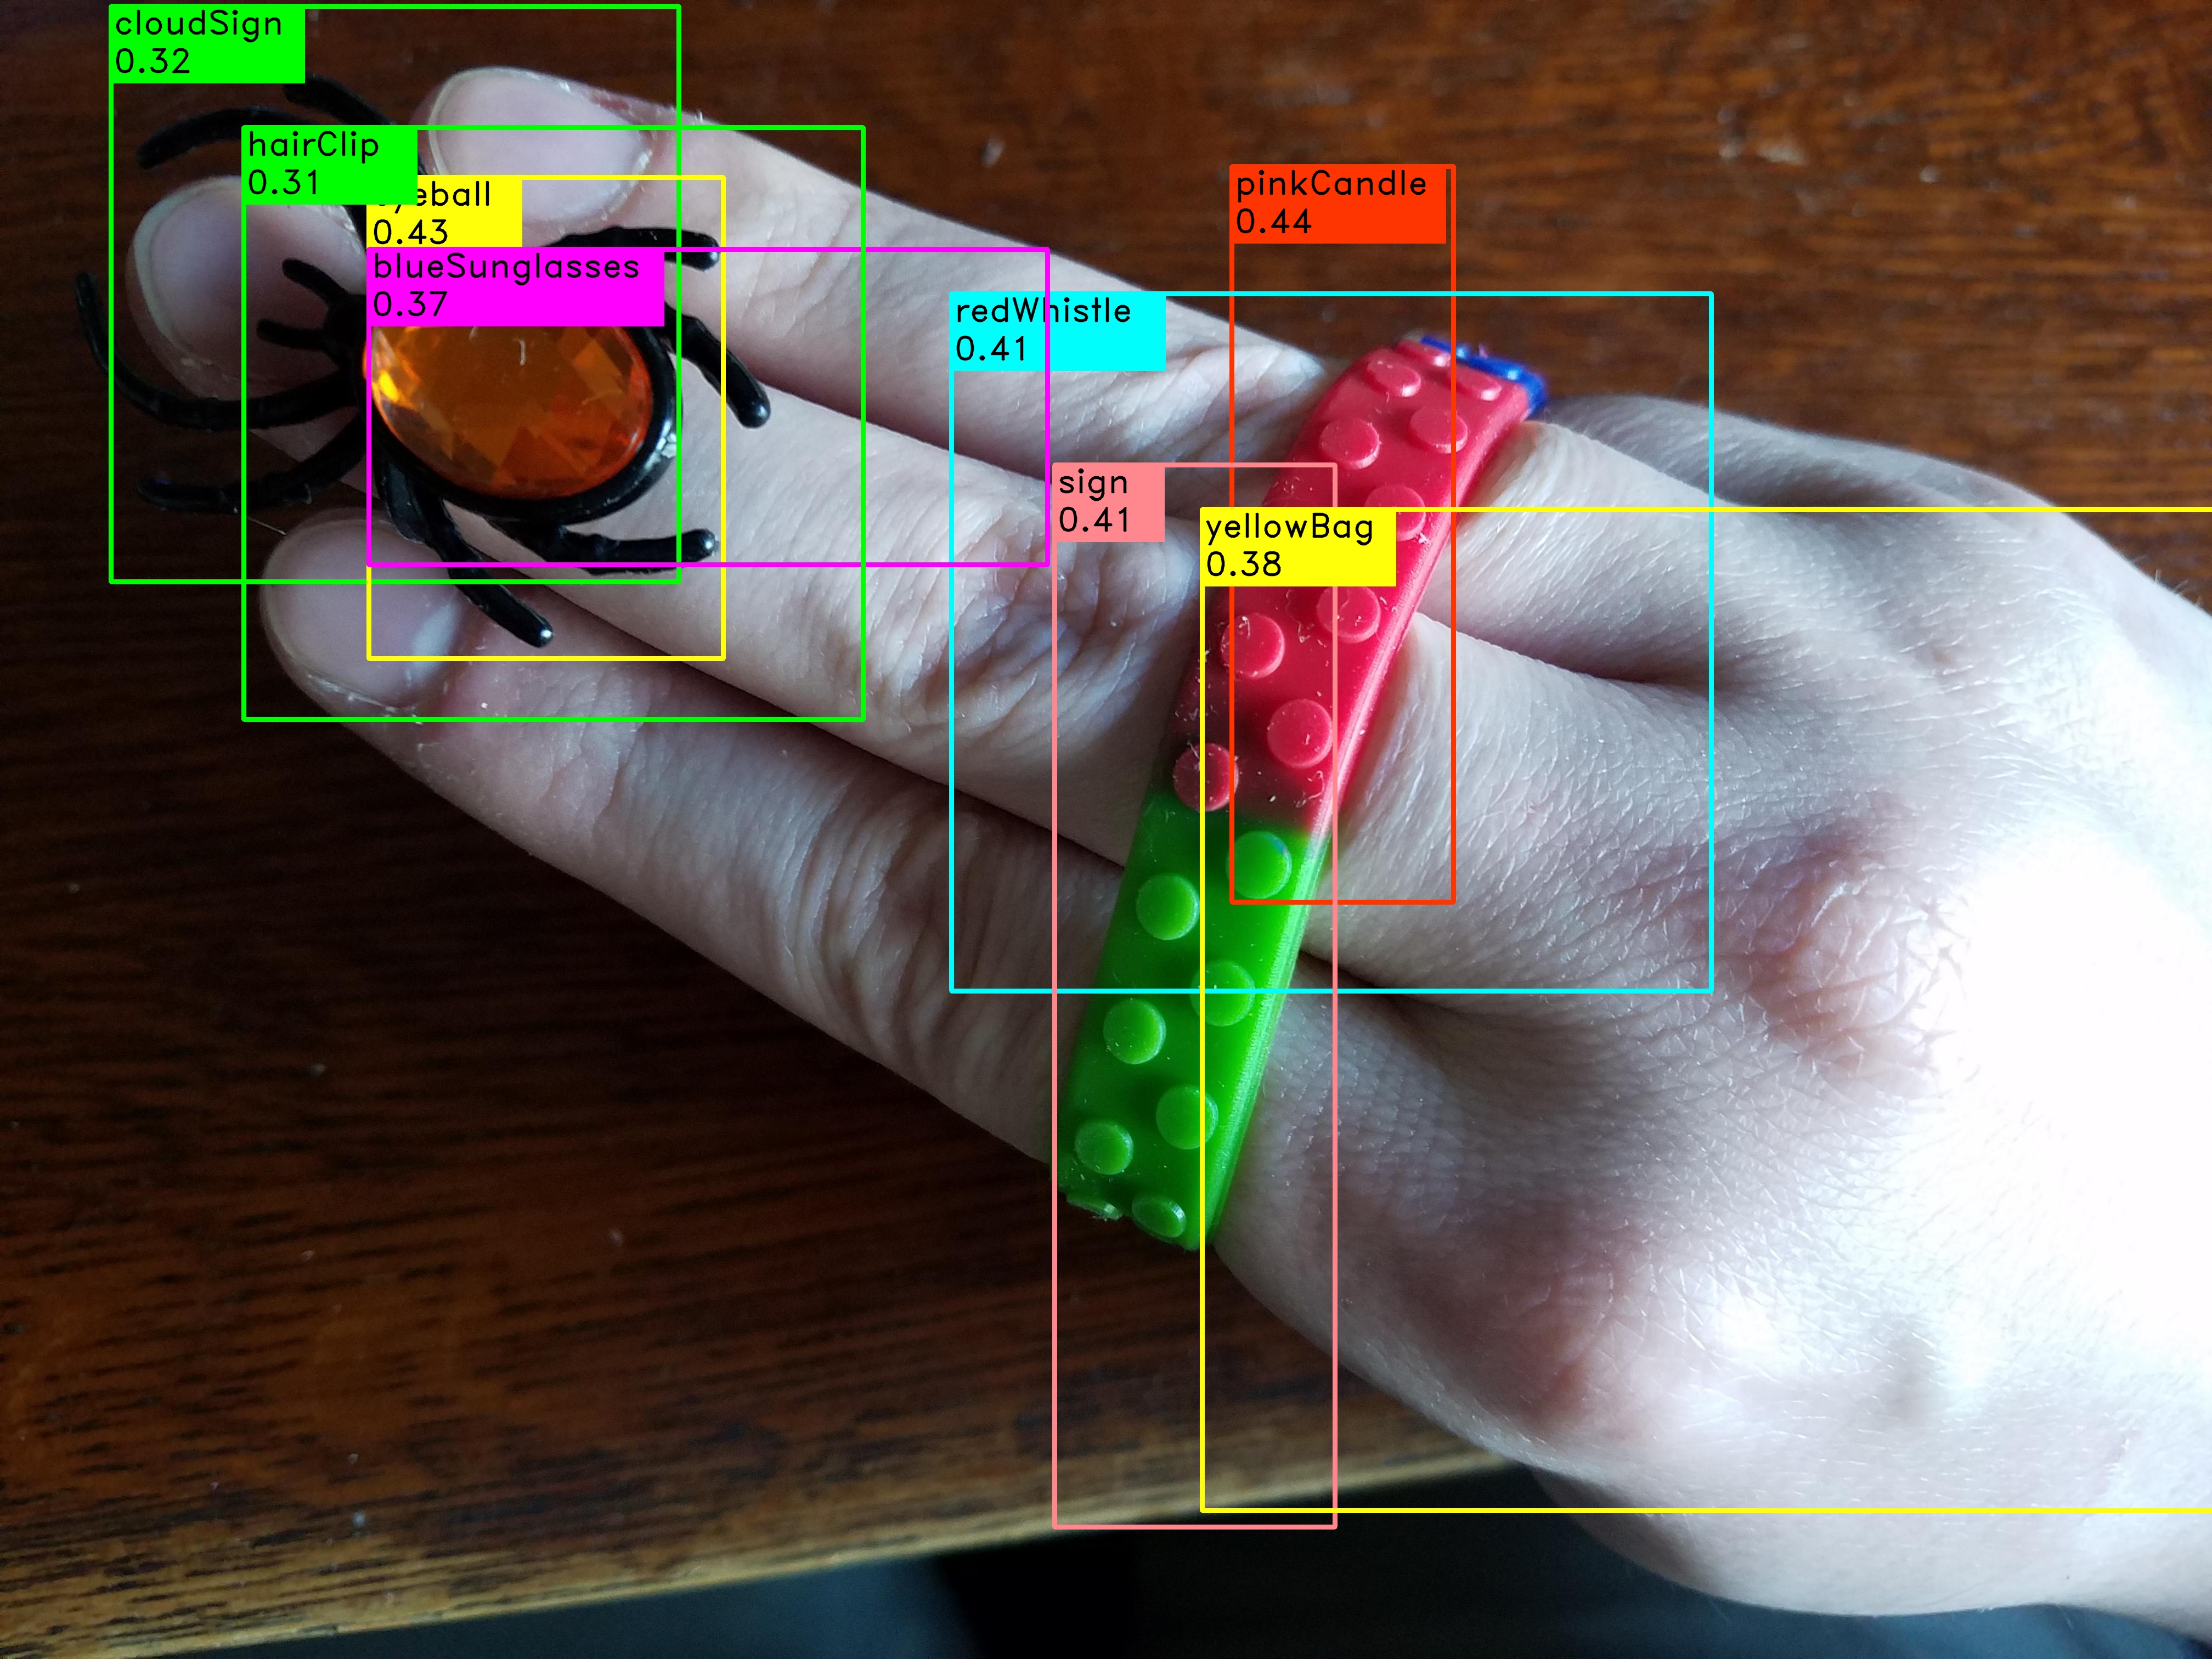 cloudSign
0.32
hairClip
0.31
eyeball
0.43
blueSunglasses
0.37
pinkCandle
0.44
redWhistle
0.41
sign
0.41
yellowBag
0.38